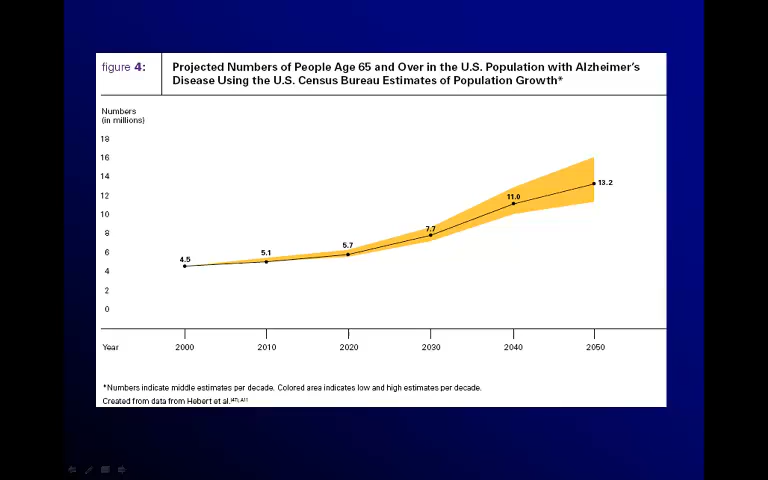 figure 4:
Projected Numbers of People Age 65 and Over in the U.S. Population with Alzheimer's
Disease Using the U.S. Census Bureau Estimates of Population Growth*
Numbers
(in millions)
18
16
14
12
10
8
6
4
2
0
4.5
5.1
5.7
7.7
11.0
13.2
Year
2000
2010
2020
2030
2040
2050
*Numbers indicate middle estimates per decade. Colored area indicates low and high estimates per decade.
Created from data from Hebert et al.